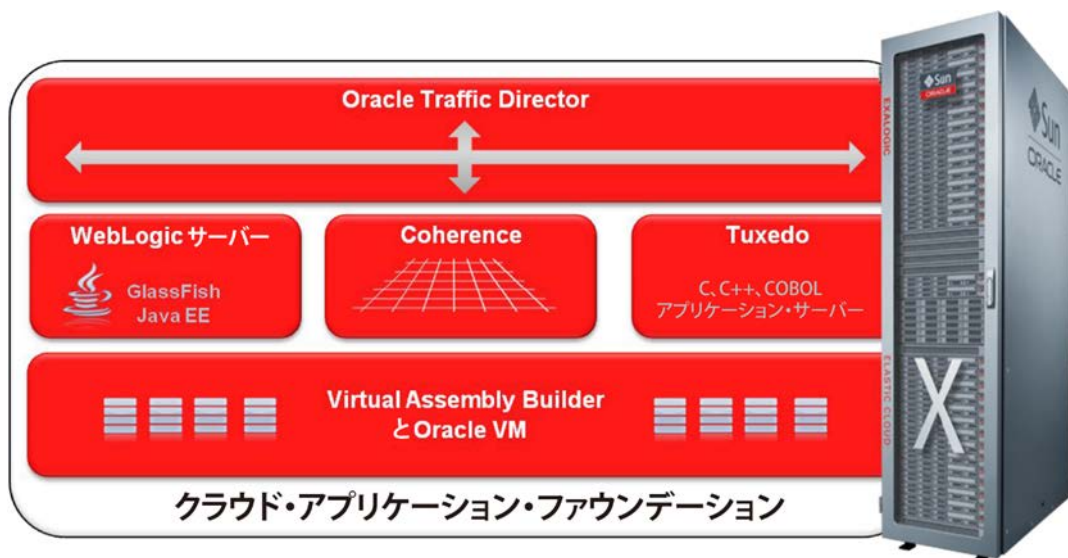 Oracle Traffic Director
WebLogic サーバー
GlassFish
Java EE
Coherence
Tuxedo
C、C++、COBOL
アプリケーション・サーバー
Virtual Assembly Builder
とOracle VM
クラウド・アプリケーション・ファウンデーション
Sun
ORACLE
EXALOGIC
ELASTIC CLOUD
X
Sun
ORACLE